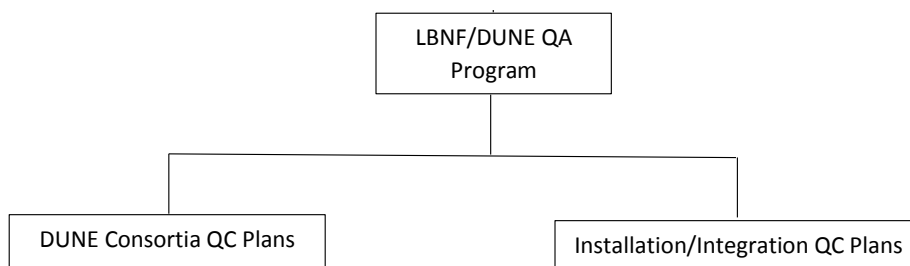 LBNF/DUNE QA
Program
DUNE Consortia QC Plans
Installation/Integration QC Plans